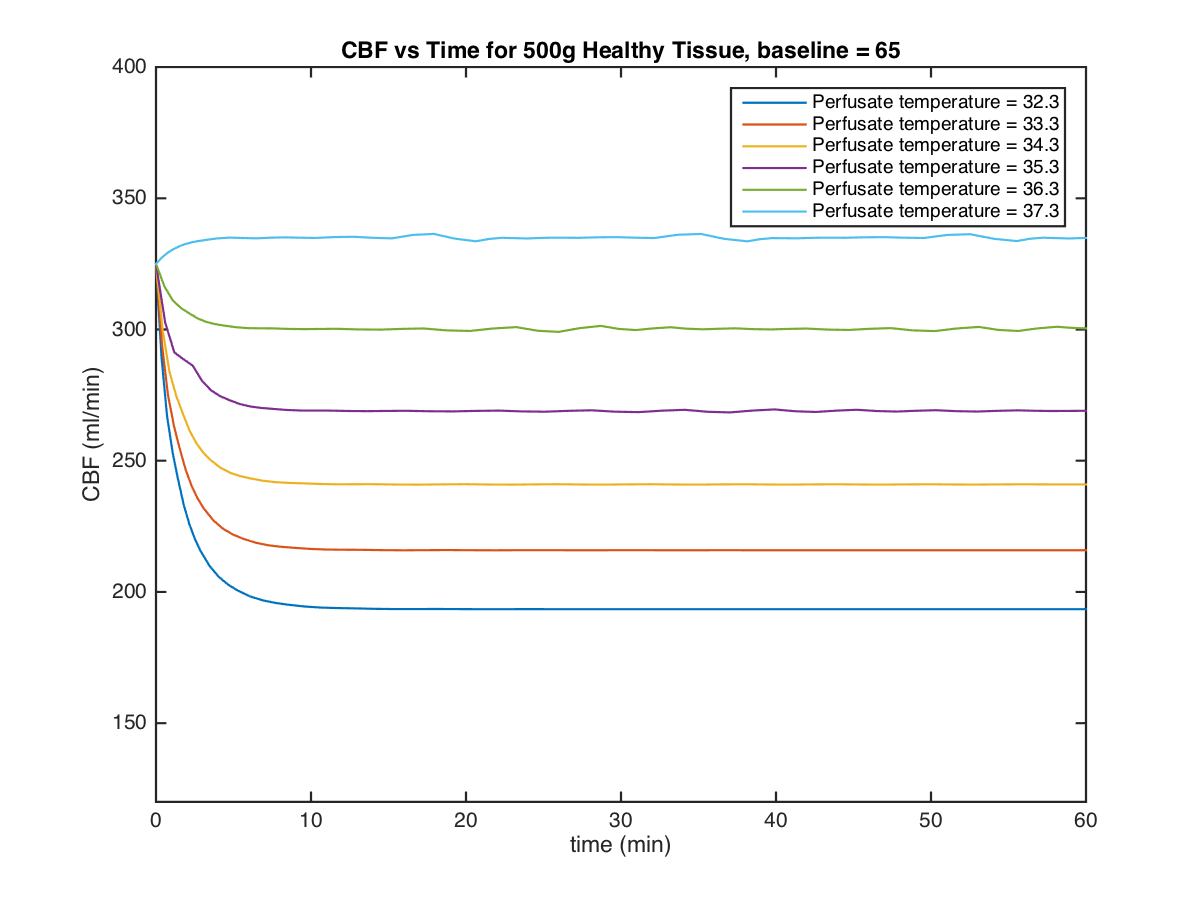 CBF vs Time for 500g Healthy Tissue, baseline = 65
400
350
300
250
200
150
CBF (ml/min)
Perfusate temperature = 32.3
Perfusate temperature = 33.3
Perfusate temperature = 34.3
Perfusate temperature = 35.3
Perfusate temperature = 36.3
Perfusate temperature = 37.3
0 10 20 30 40 50 60
time (min)